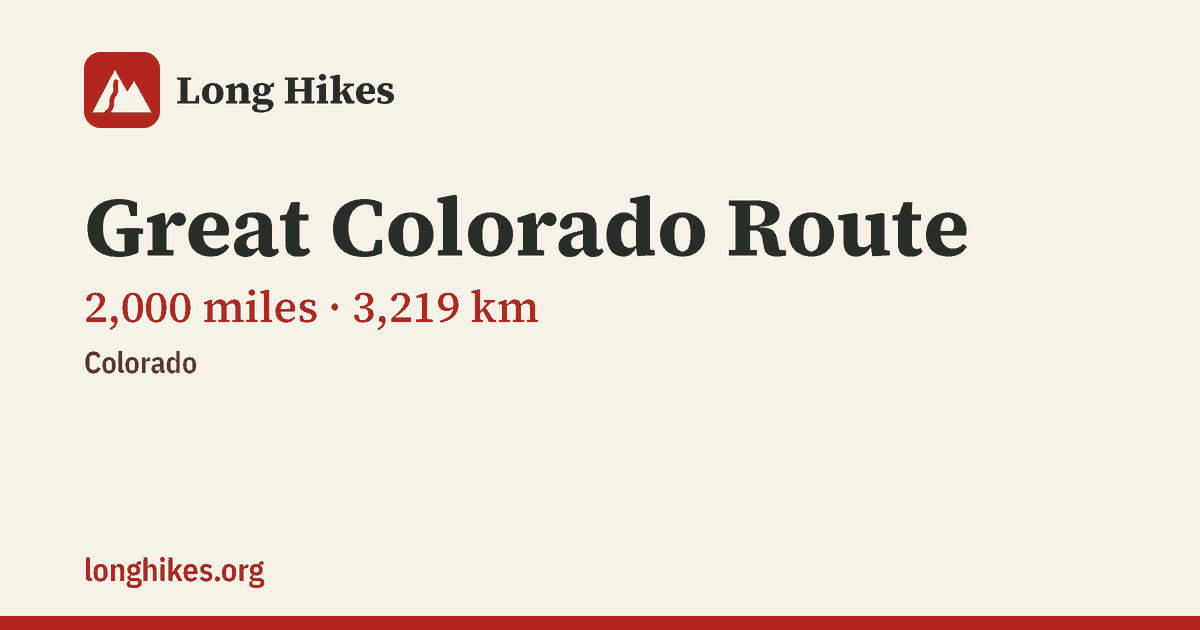 Long Hikes
Great Colorado Route
2,000 miles · 3,219 km
Colorado
longhikes.org